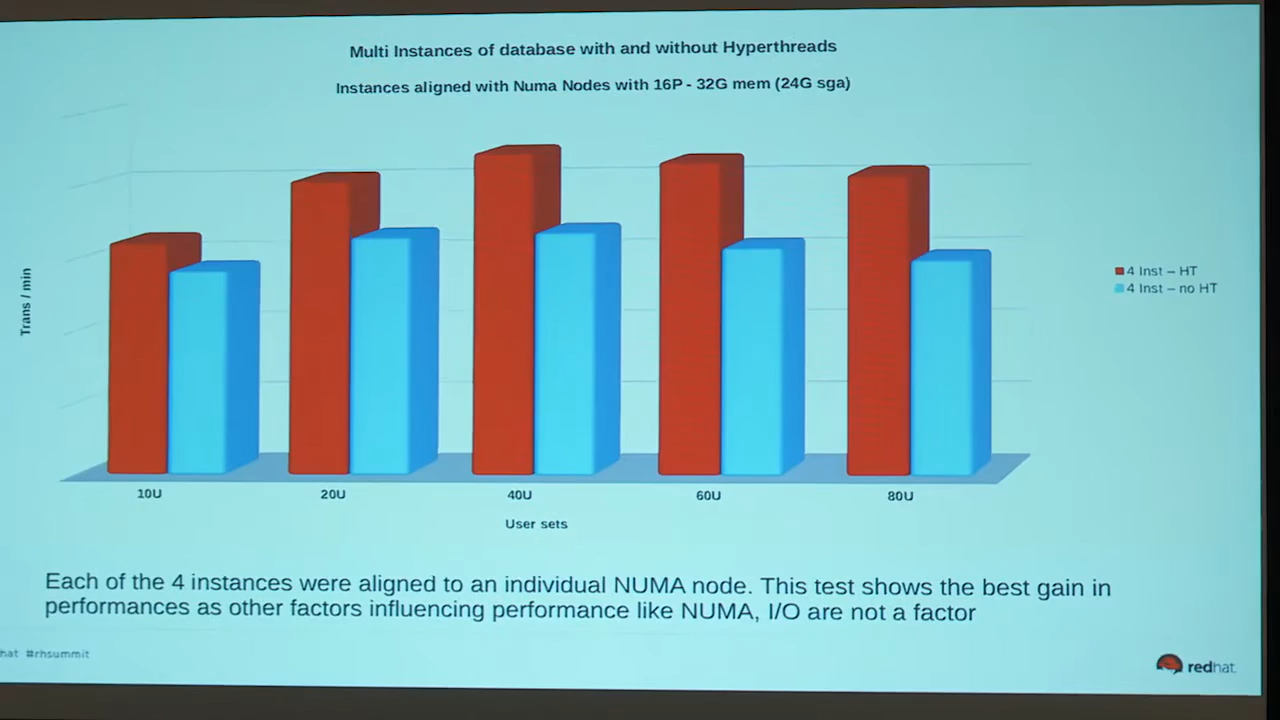 Multi Instances of database with and without Hyperthreads
Instances aligned with Numa Nodes with 16P - 32G mem (24G sga)
Trans / min
4 Inst – HT
4 Inst – no HT
10U
20U
40U
60U
80U
User sets
Each of the 4 instances were aligned to an individual NUMA node. This test shows the best gain in
performances as other factors influencing performance like NUMA, I/O are not a factor
hat #rhsummit
redhat.